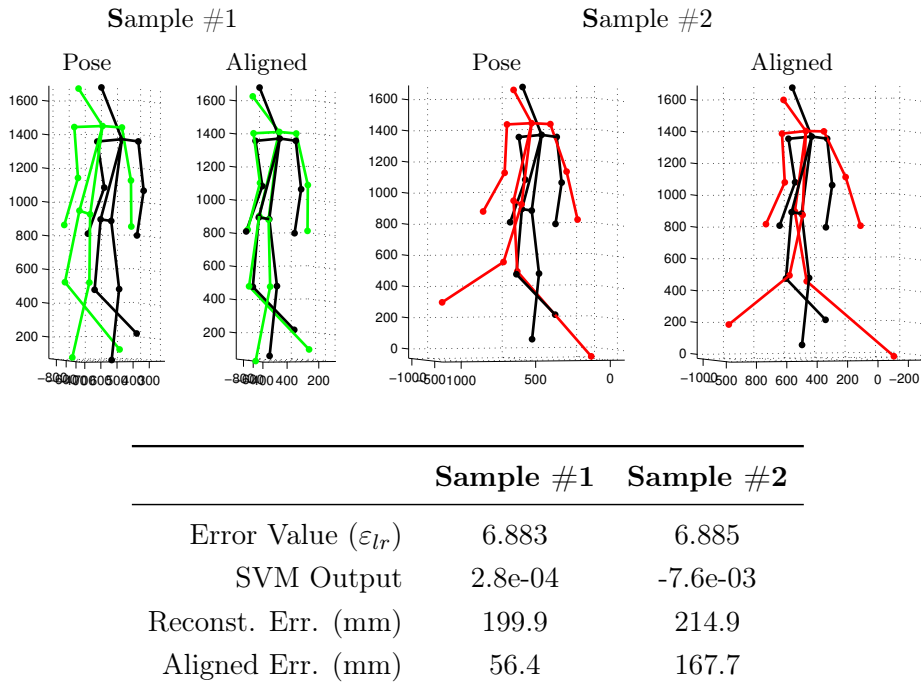 Sample #1 Sample #2
Pose Aligned Pose Aligned
1600 1600 1600 1600
1400 1400 1400 1400
1200 1200 1200 1200
1000 1000 1000 1000
800 800 800 800
600 600 600 600
400 400 400 400
200 200 200 200
0 0
300 400 200 −1000 500 1000 500 0 −1000 800 600 400 200 0 −200
Sample #1 Sample #2
Error Value (εlr) 6.883 6.885
SVM Output 2.8e-04 -7.6e-03
Reconst. Err. (mm) 199.9 214.9
Aligned Err. (mm) 56.4 167.7